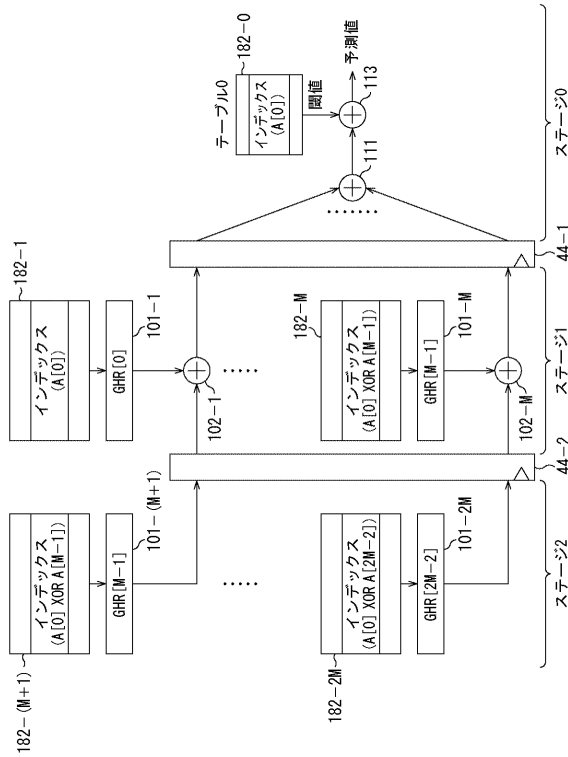 182-(M+1)
インデックス
(A[0] XOR A[M-1])
GHR[M-1]
101-(M+1)
182-2M
インデックス
(A[0] XOR A[2M-2])
GHR[2M-2]
101-2M
44-2
ステージ2
182-1
インデックス
(A[0])
GHR[0]
101-1
102-1
182-M
インデックス
(A[0] XOR A[M-1])
GHR[M-1]
101-M
102-M
44-1
ステージ1
テーブル0
182-0
インデックス
(A[0])
閾値
予測値
111
113
ステージ0